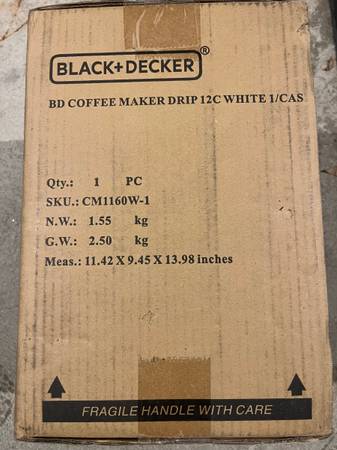 BLACK+DECKER®
BD COFFEE MAKER DRIP 12C WHITE 1/CAS
Qty.: 1 PC
SKU.: CM1160W-1
N.W.: 1.55 kg
G.W.: 2.50 kg
Meas.: 11.42 X 9.45 X 13.98 inches
FRAGILE HANDLE WITH CARE